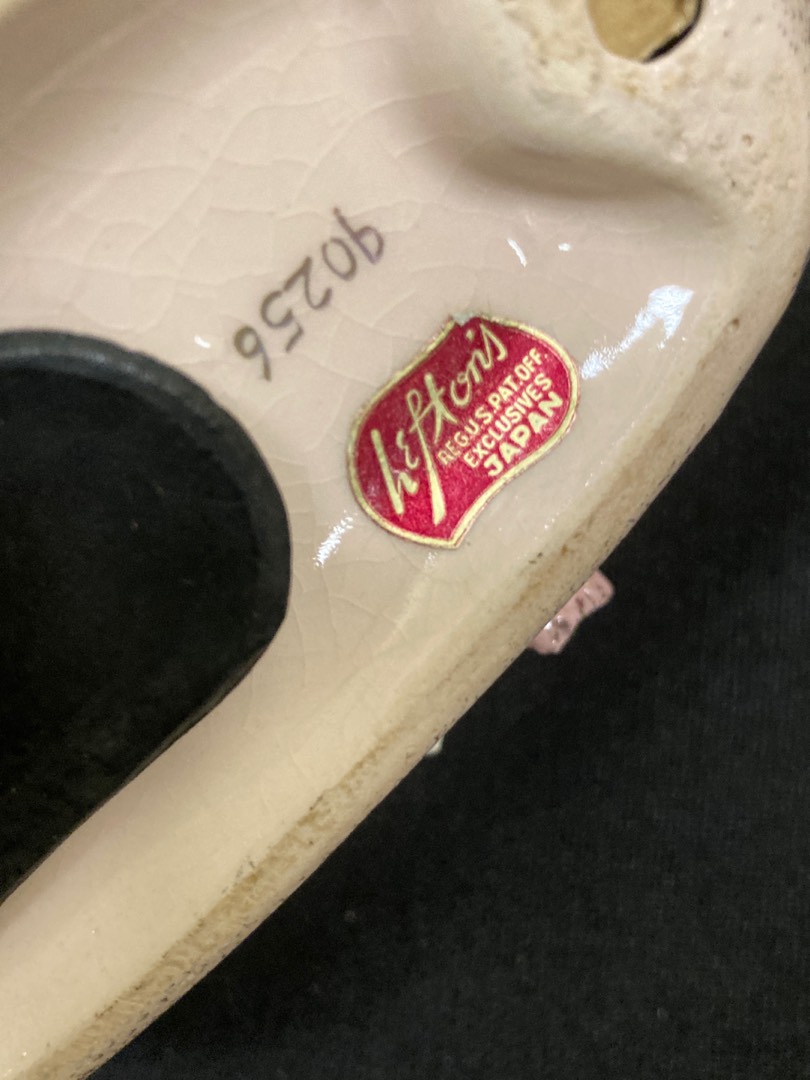 90256
Lefton's
REG.U.S.PAT.OFF.
EXCLUSIVES
JAPAN